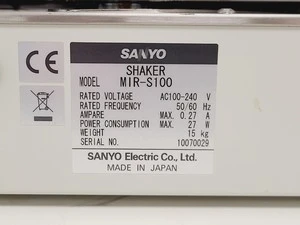 CE
SANYO
SHAKER
MODEL MIR-S100
RATED VOLTAGE AC100-240 V
RATED FREQUENCY 50/60 Hz
AMPARE MAX. 0.27 A
POWER CONSUMPTION MAX. 27 W
WEIGHT 15 kg
SERIAL NO. 10070029
SANYO Electric Co., Ltd.
MADE IN JAPAN